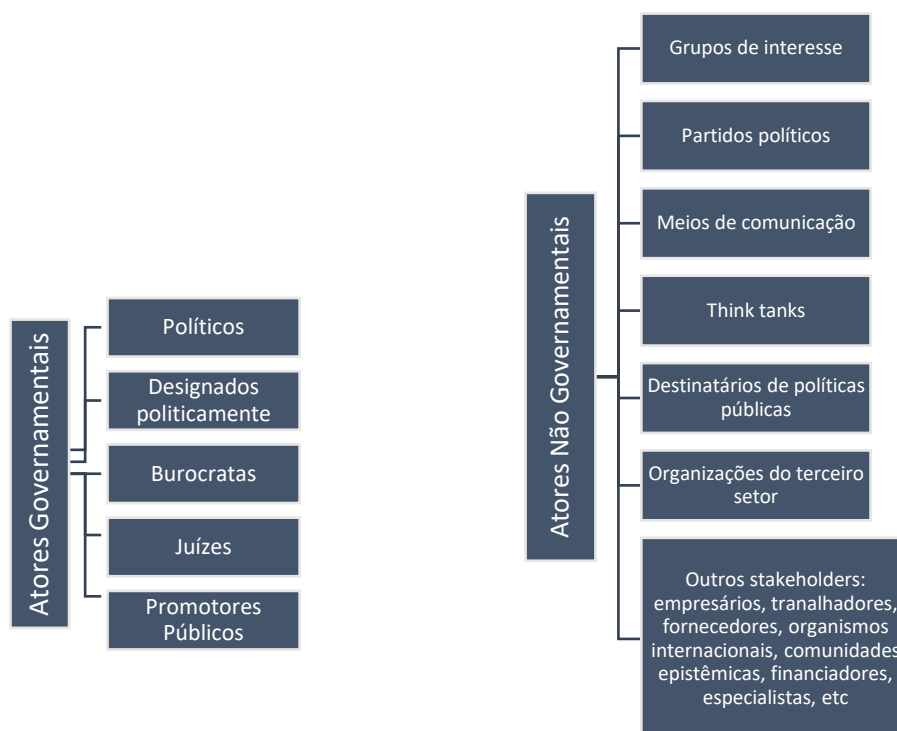 Atores Governamentais
Políticos
Designados
politicamente
Burocratas
Juízes
Promotores
Públicos
Atores Não Governamentais
Grupos de interesse
Partidos políticos
Meios de comunicação
Think tanks
Destinatários de políticas
públicas
Organizações do terceiro
setor
Outros stakeholders:
empresários, tranalhadores,
fornecedores, organismos
internacionais, comunidades
epistêmicas, financiadores,
especialistas, etc